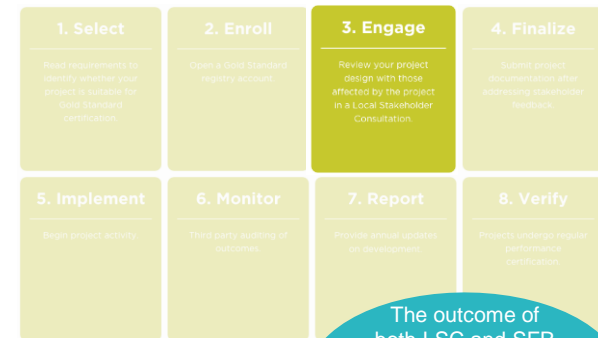 1. Select
Read requirements to
identify whether your
project is suitable for
Gold Standard
certification.
2. Enroll
Open a Gold Standard
registry account.
3. Engage
Review your project
design with those
affected by the project
in a Local Stakeholder
Consultation.
4. Finalize
Submit project
documentation after
addressing stakeholder
feedback.
5. Implement
Begin project activity.
6. Monitor
Third party auditing of
outcomes.
7. Report
Provide annual updates
on development
8. Verify
Projects undergo regular
performance
certification.
The outcome of
both LSC and SFR